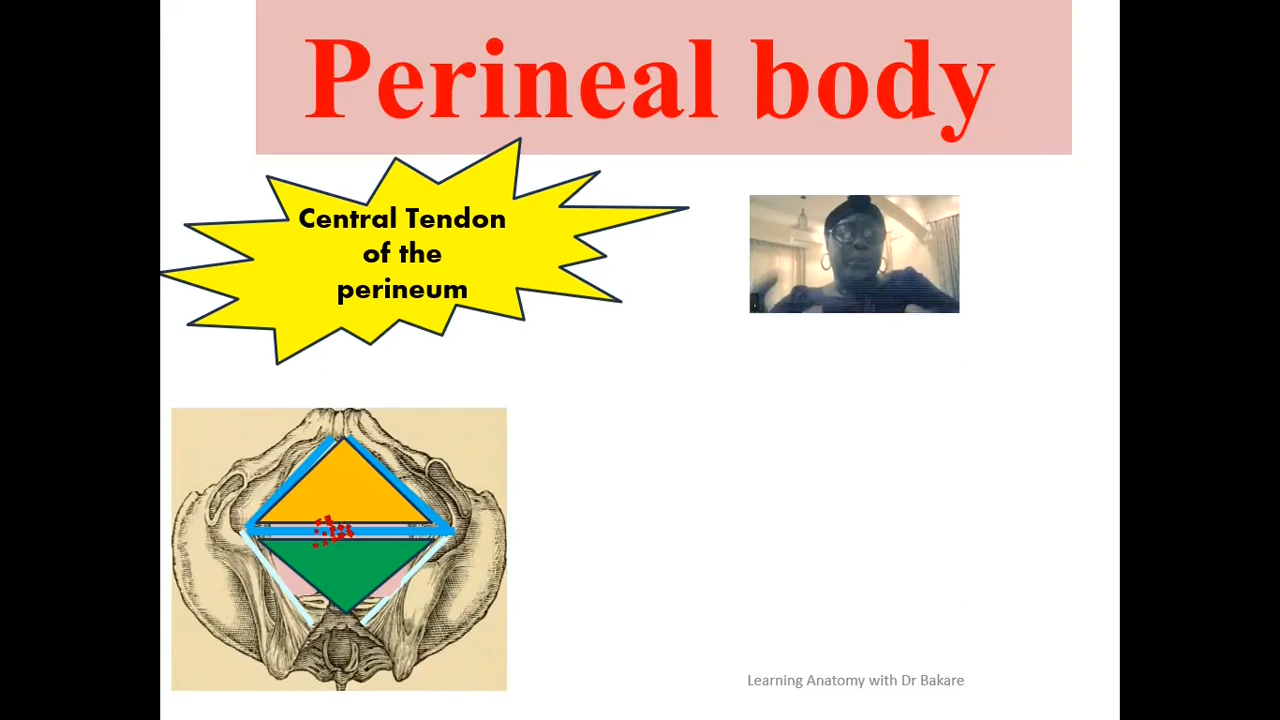 Perineal body
Central Tendon
of the
perineum
Learning Anatomy with Dr Bakare